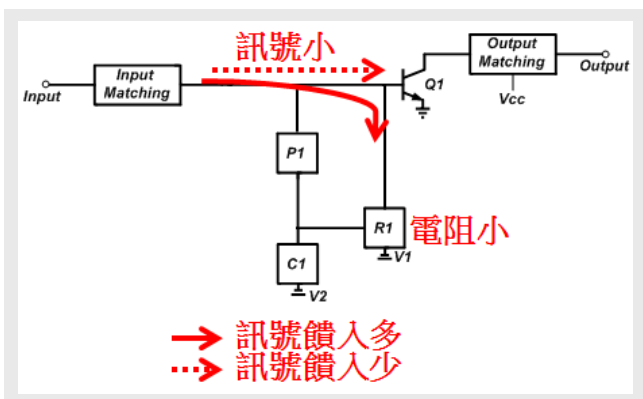 訊號小
Input
Input
Matching
Q1
Output
Matching
Output
Vcc
P1
R1
電阻小
V1
C1
V2
訊號饋入多
訊號饋入少